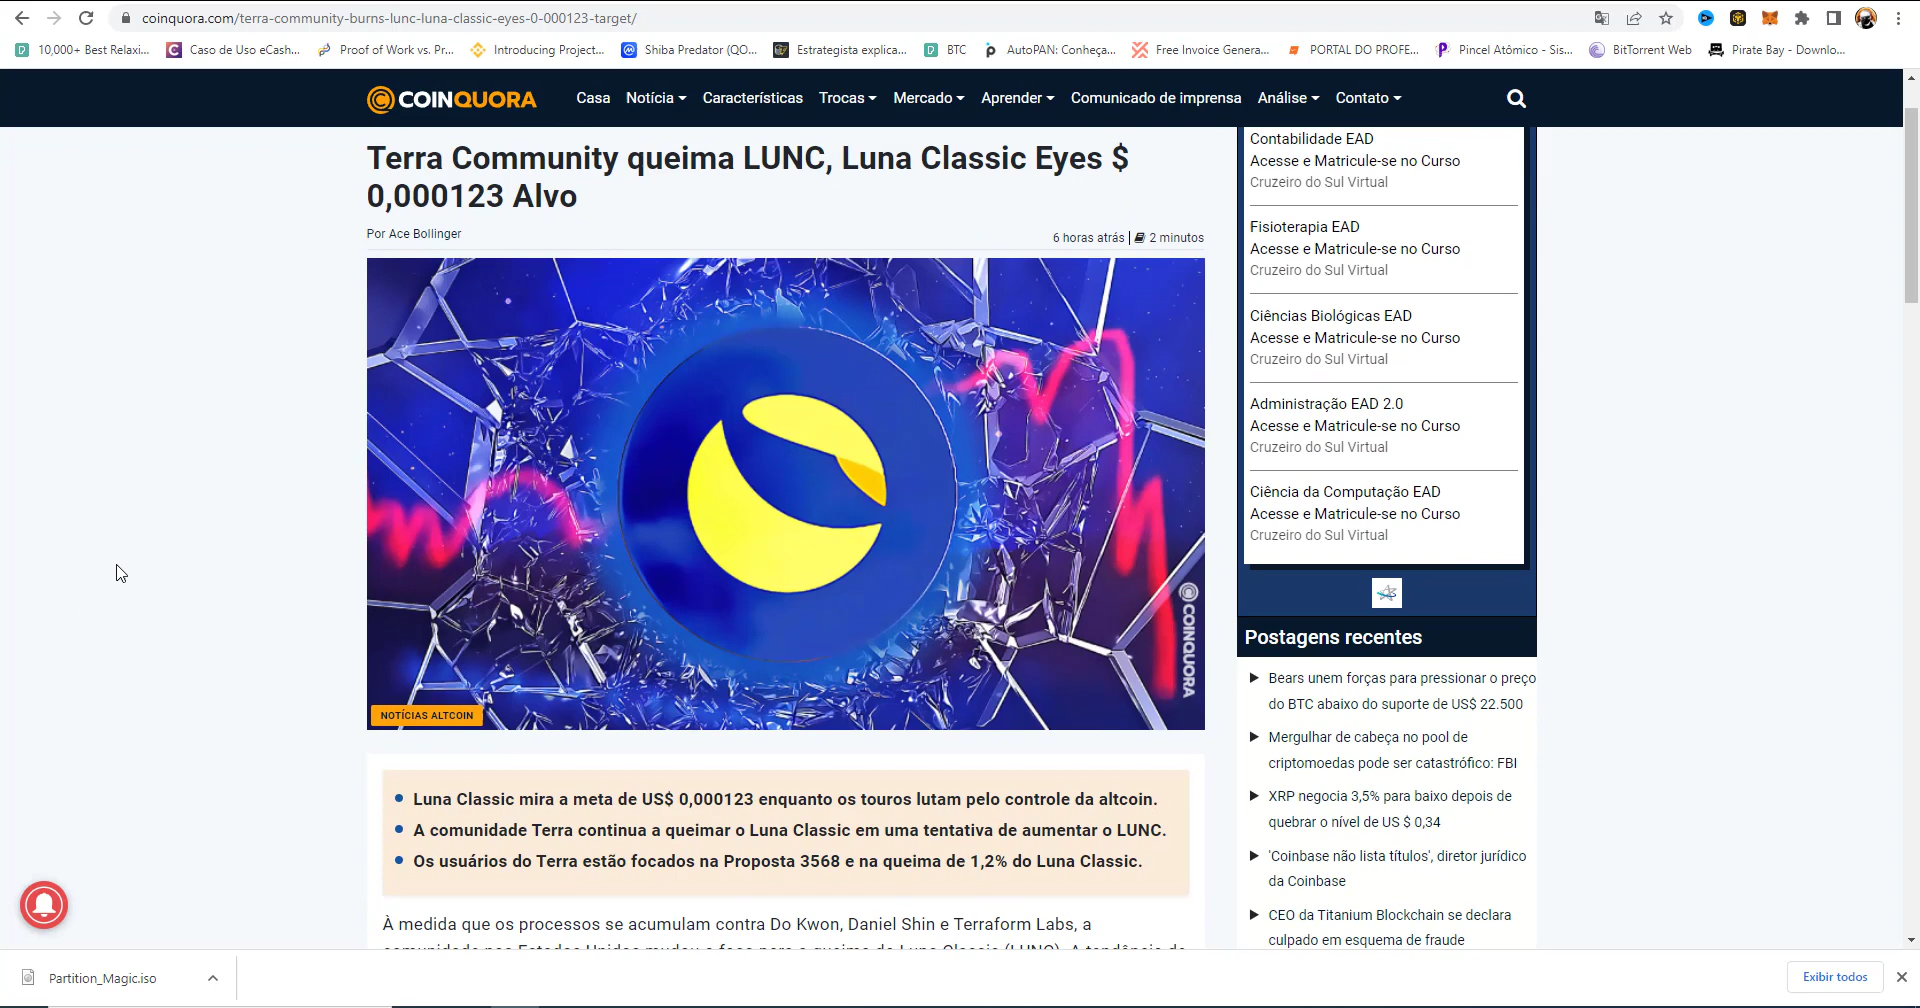 coinquora.com/terra-community-burns-lunc-luna-classic-eyes-0-000123-target/
10,000+ Best Relaxi...
Caso de Uso eCash...
Proof of Work vs. Pr...
Introducing Project...
Shiba Predator (QO...
Estrategista explica...
BTC
AutoPAN: Conheça...
Free Invoice Genera...
PORTAL DO PROFE...
Pincel Atômico - Sis...
BitTorrent Web
Pirate Bay - Downlo...
COINQUORA
Casa
Notícia
Características
Trocas
Mercado
Aprender
Comunicado de imprensa
Análise
Contato
Terra Community queima LUNC, Luna Classic Eyes $
0,000123 Alvo
Por Ace Bollinger
6 horas atrás
2 minutos
COINQUORA
NOTÍCIAS ALTCOIN
Luna Classic mira a meta de US$ 0,000123 enquanto os touros lutam pelo controle da altcoin.
A comunidade Terra continua a queimar o Luna Classic em uma tentativa de aumentar o LUNC.
Os usuários do Terra estão focados na Proposta 3568 e na queima de 1,2% do Luna Classic.
À medida que os processos se acumulam contra Do Kwon, Daniel Shin e Terraform Labs, a
Contabilidade EAD
Acesse e Matricule-se no Curso
Cruzeiro do Sul Virtual
Fisioterapia EAD
Acesse e Matricule-se no Curso
Cruzeiro do Sul Virtual
Ciências Biológicas EAD
Acesse e Matricule-se no Curso
Cruzeiro do Sul Virtual
Administração EAD 2.0
Acesse e Matricule-se no Curso
Cruzeiro do Sul Virtual
Ciência da Computação EAD
Acesse e Matricule-se no Curso
Cruzeiro do Sul Virtual
Postagens recentes
Bears unem forças para pressionar o preço
do BTC abaixo do suporte de US$ 22.500
Mergulhar de cabeça no pool de
criptomoedas pode ser catastrófico: FBI
XRP negocia 3,5% para baixo depois de
quebrar o nível de US $ 0,34
'Coinbase não lista títulos', diretor jurídico
da Coinbase
CEO da Titanium Blockchain se declara
culpado em esquema de fraude
Partition_Magic.iso
Exibir todos